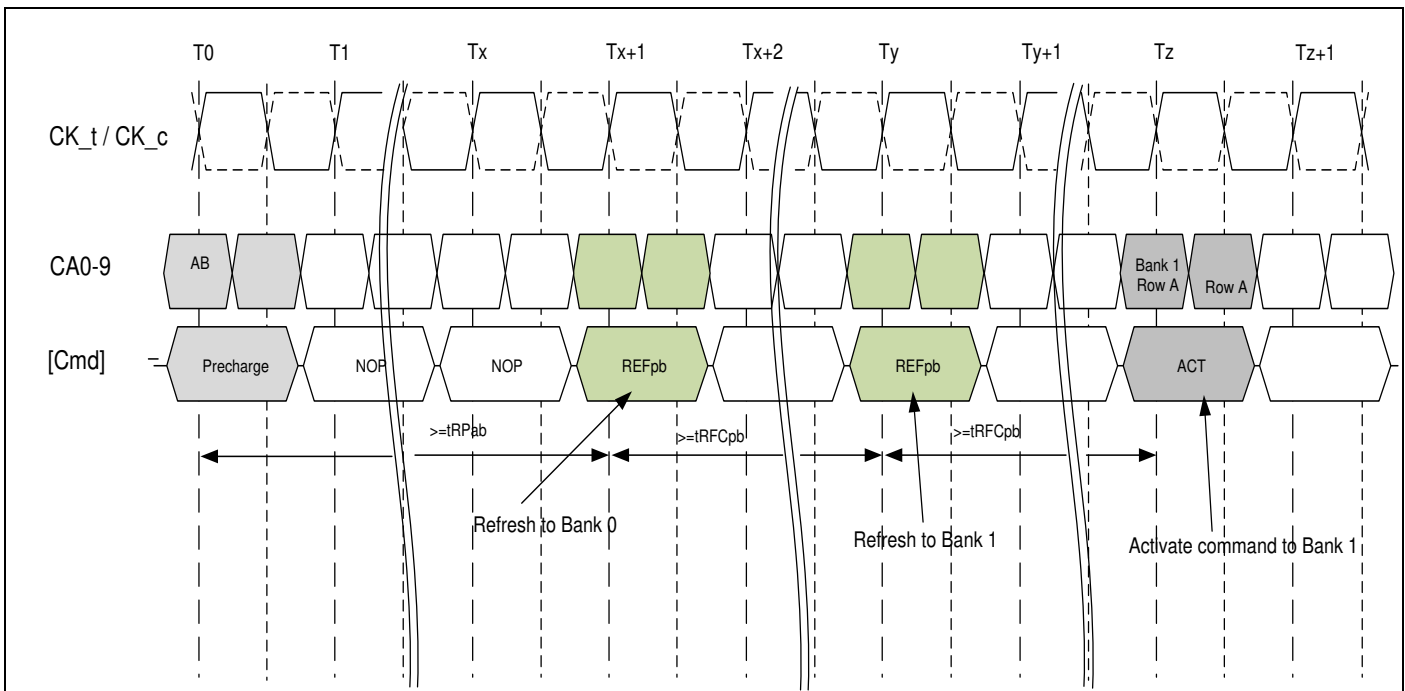 T0 T1 Tx Tx+1 Tx+2 Ty Ty+1 Tz Tz+1
CK_t / CK_c
CA0-9
AB
Bank 1
Row A
Row A
[Cmd]
Precharge NOP NOP REFpb REFpb ACT
>=tRPab >=tRFCpb >=tRFCpb
Refresh to Bank 0
Refresh to Bank 1
Activate command to Bank 1